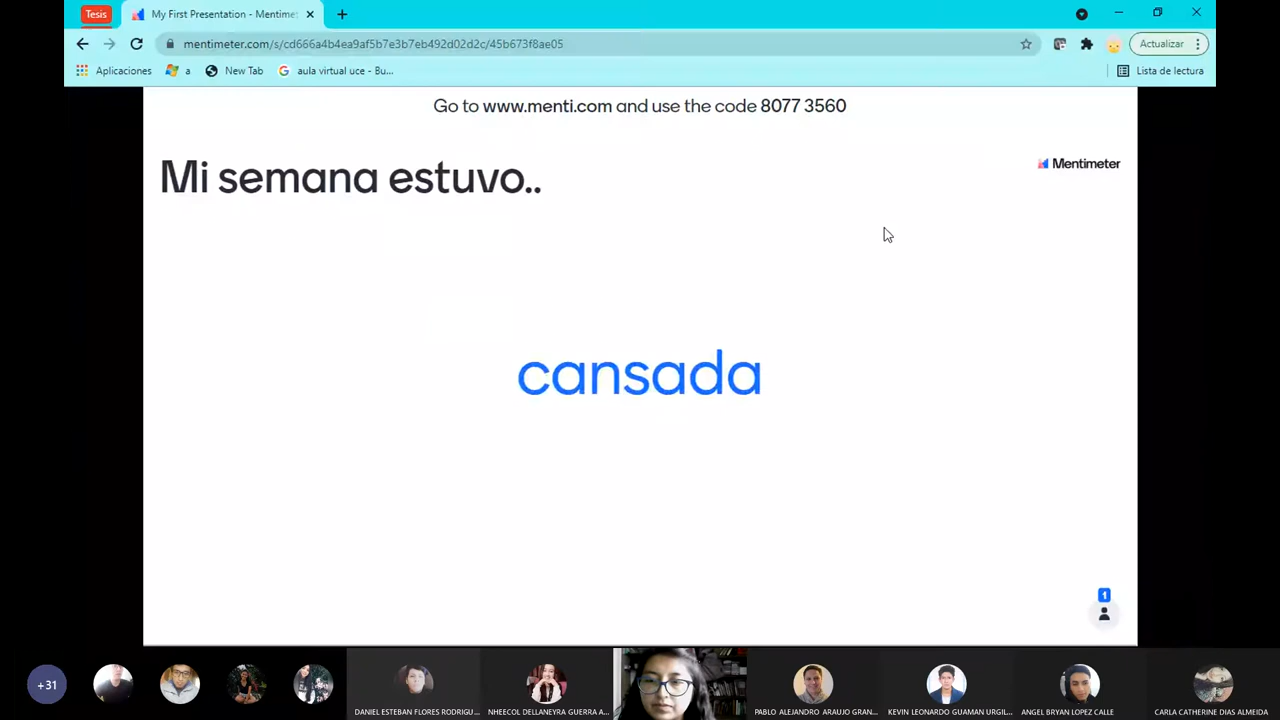 Tesis
My First Presentation - Mentime
mentimeter.com/s/cd666a4b4ea9af5b7e3b7eb492d02d2c/45b673f8ae05
Actualizar
Aplicaciones
a
New Tab
aula virtual uce - Bu...
Lista de lectura
Go to www.menti.com and use the code 8077 3560
Mi semana estuvo..
Mentimeter
cansada
1
+31
DANIEL ESTEBAN FLORES RODRIGU...
NHEECOL DELLANEYRA GUERRA A...
PABLO ALEJANDRO ARAUJO GRAN...
KEVIN LEONARDO GUAMAN URGIL...
ANGEL BRYAN LOPEZ CALLE
CARLA CATHERINE DIAS ALMEIDA